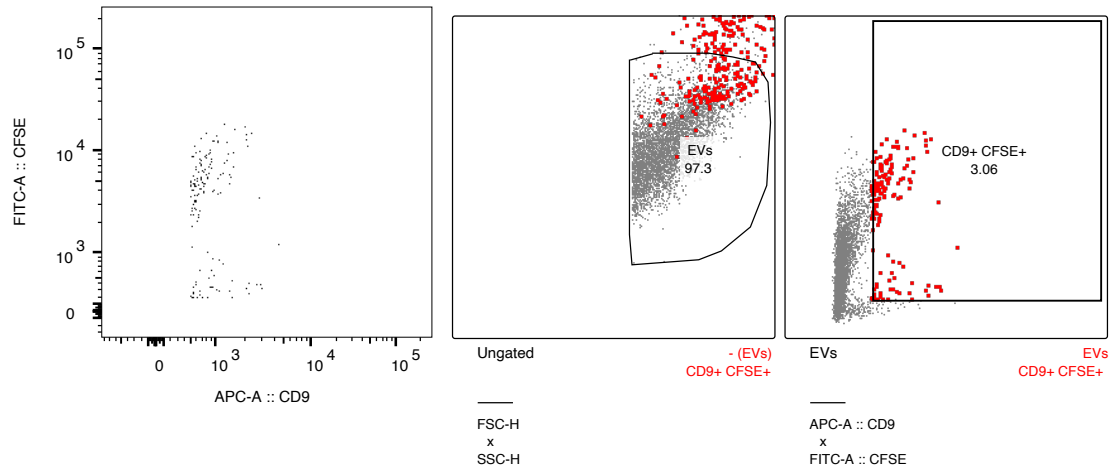 10^5
10^4
10^3
0
FITC-A :: CFSE
0
10^3
10^4
10^5
APC-A :: CD9
EVs
97.3
Ungated
- (EVs)
CD9+ CFSE+
FSC-H
x
SSC-H
CD9+ CFSE+
3.06
EVs
EVs
CD9+ CFSE+
APC-A :: CD9
x
FITC-A :: CFSE